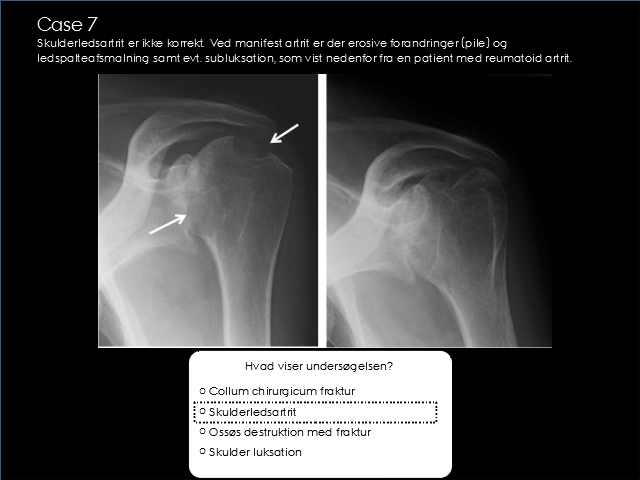 Case 7
Skulderledsartrit er ikke korrekt. Ved manifest artrit er der erosive forandringer (pile) og
ledspalteafsmalning samt evt. subluksation, som vist nedenfor fra en patient med reumatoid artrit.
Hvad viser undersøgelsen?
Collum chirurgicum fraktur
Skulderledsartrit
Ossøs destruktion med fraktur
Skulder luksation